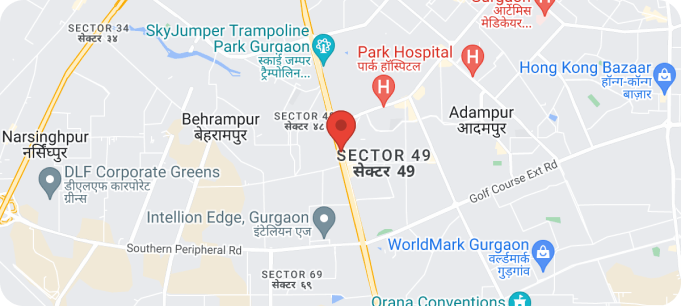 Gurgaon
आर्टेमिस
मेडिकेयर...
SECTOR 34
सेक्टर ३४
SkyJumper Trampoline
Park Gurgaon
स्काई जम्पर
ट्रैम्पोलिन...
Park Hospital
पार्क हॉस्पिटल
H
H
Hong Kong Bazaar
हॉन्ग-कॉन्ग
बाज़ार
Behrampur
बेहरामपुर
SECTOR 4
सेक्टर ४८
Adampur
आदमपुर
Narsinghpur
नर्सिंघपुर
SECTOR 49
सेक्टर 49
DLF Corporate Greens
डीएलएफ कारपोरेट
ग्रीन्स
Golf Course Ext Rd
Intellion Edge, Gurgaon
इंटेलियन एज
Southern Peripheral Rd
WorldMark Gurgaon
वर्ल्डमार्क
गुड़गांव
SECTOR 69
सेक्टर ६९
Orana Conventions